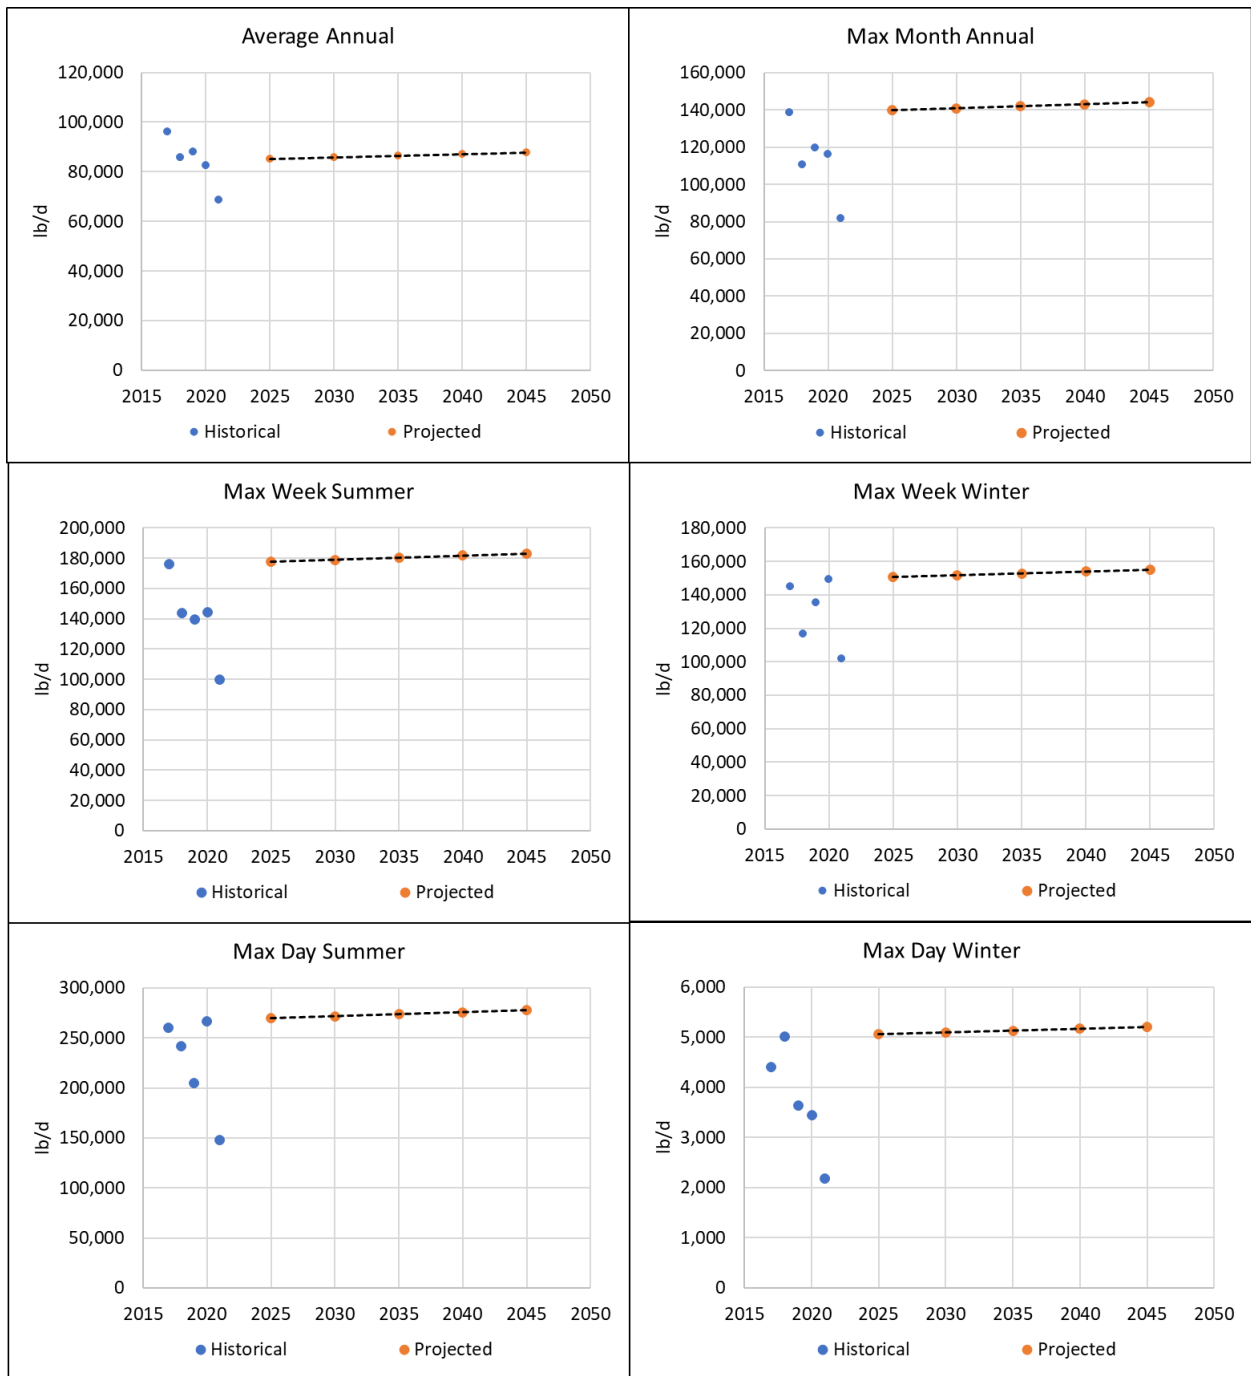 Average Annual
120,000
100,000
80,000
60,000
40,000
20,000
0
lb/d
2015 2020 2025 2030 2035 2040 2045 2050
Historical Projected
Max Month Annual
160,000
140,000
120,000
100,000
80,000
60,000
40,000
20,000
0
lb/d
2015 2020 2025 2030 2035 2040 2045 2050
Historical Projected
Max Week Summer
200,000
180,000
160,000
140,000
120,000
100,000
80,000
60,000
40,000
20,000
0
lb/d
2015 2020 2025 2030 2035 2040 2045 2050
Historical Projected
Max Week Winter
180,000
160,000
140,000
120,000
100,000
80,000
60,000
40,000
20,000
0
lb/d
2015 2020 2025 2030 2035 2040 2045 2050
Historical Projected
Max Day Summer
300,000
250,000
200,000
150,000
100,000
50,000
0
lb/d
2015 2020 2025 2030 2035 2040 2045 2050
Historical Projected
Max Day Winter
6,000
5,000
4,000
3,000
2,000
1,000
0
lb/d
2015 2020 2025 2030 2035 2040 2045 2050
Historical Projected